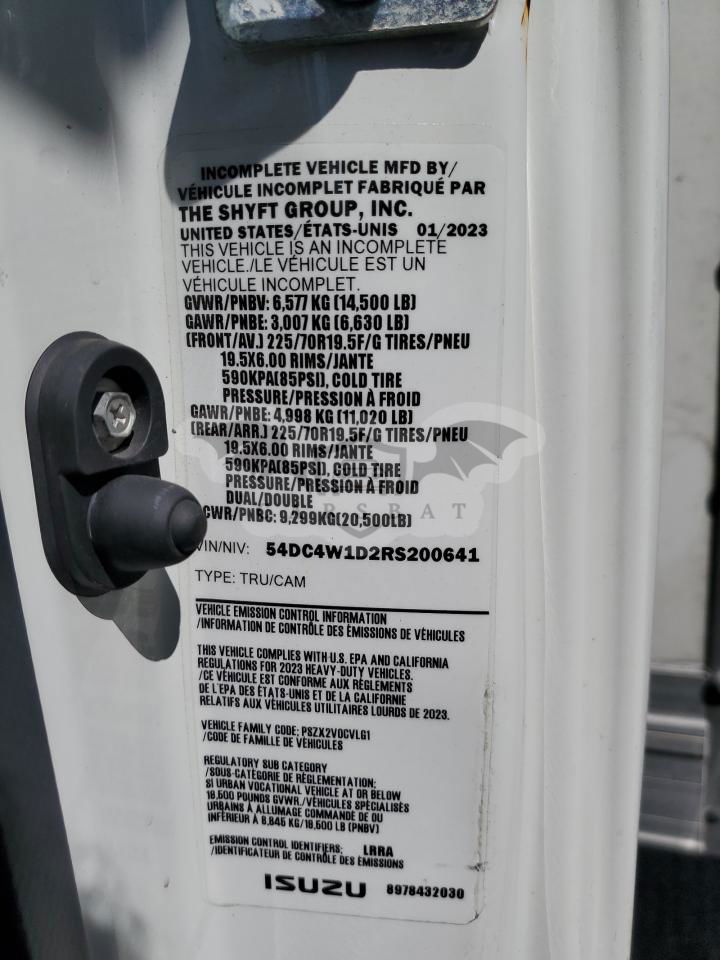 INCOMPLETE VEHICLE MFD BY/
VÉHICULE INCOMPLET FABRIQUÉ PAR
THE SHYFT GROUP, INC.
UNITED STATES/ÉTATS-UNIS 01/2023
THIS VEHICLE IS AN INCOMPLETE
VEHICLE./LE VÉHICULE EST UN
VÉHICULE INCOMPLET.
GVWR/PNBV: 6,577 KG (14,500 LB)
GAWR/PNBE: 3,007 KG (6,630 LB)
(FRONT/AV.) 225/70R19.5F/G TIRES/PNEU
19.5X6.00 RIMS/JANTE
590KPA(85PSI), COLD TIRE
PRESSURE/PRESSION À FROID
GAWR/PNBE: 4,998 KG (11,020 LB)
(REAR/ARR.) 225/70R19.5F/G TIRES/PNEU
19.5X6.00 RIMS/JANTE
590KPA(85PSI), COLD TIRE
PRESSURE/PRESSION À FROID
DUAL/DOUBLE
CWR/PNBC: 9,299KG(20,500LB)
VIN/NIV: 54DC4W1D2RS200641
TYPE: TRU/CAM
VEHICLE EMISSION CONTROL INFORMATION
/INFORMATION DE CONTRÔLE DES ÉMISSIONS DE VÉHICULES
THIS VEHICLE COMPLIES WITH U.S. EPA AND CALIFORNIA
REGULATIONS FOR 2023 HEAVY-DUTY VEHICLES.
/CE VÉHICULE EST CONFORME AUX RÈGLEMENTS
DE L'EPA DES ÉTATS-UNIS ET DE LA CALIFORNIE
RELATIFS AUX VÉHICULES UTILITAIRES LOURDS DE 2023.
VEHICLE FAMILY CODE: PSZX2VOCVLG1
/CODE DE FAMILLE DE VÉHICULES
REGULATORY SUB CATEGORY
/SOUS-CATÉGORIE DE RÉGLEMENTATION:
SI URBAN VOCATIONAL VEHICLE AT OR BELOW
19,500 POUNDS GVWR./VÉHICULES SPÉCIALISÉS
URBAINS À ALLUMAGE COMMANDÉ DE OU
INFÉRIEUR À 8,845 KG/19,500 LB (PNBV)
EMISSION CONTROL IDENTIFIERS: LRRA
/IDENTIFICATEUR DE CONTRÔLE DES ÉMISSIONS
ISUZU 8978432030